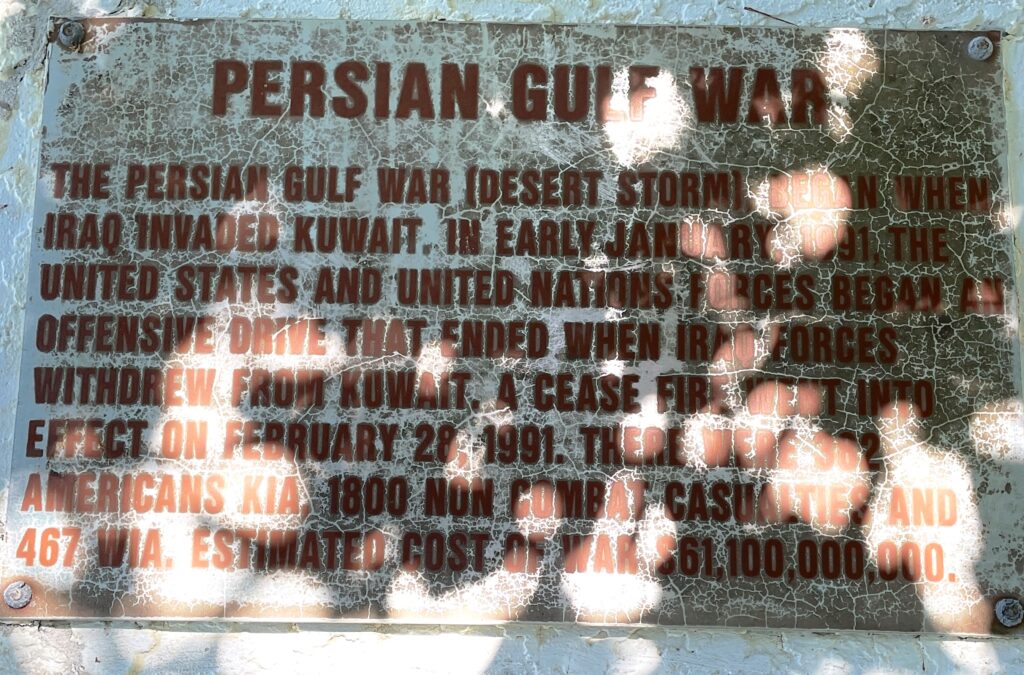 PERSIAN GULF WAR
THE PERSIAN GULF WAR (DESERT STORM), BEGAN WHEN
IRAQ INVADED KUWAIT. IN EARLY JANUARY, 1991, THE
UNITED STATES AND UNITED NATIONS FORCES BEGAN AN
OFFENSIVE DRIVE THAT ENDED WHEN IRAQ FORCES
WITHDREW FROM KUWAIT. A CEASE FIRE WENT INTO
EFFECT ON FEBRUARY 28, 1991. THERE WERE 382
AMERICANS KIA, 1800 NON COMBAT CASUALTIES AND
467 WIA. ESTIMATED COST OF WAR $61,100,000,000.